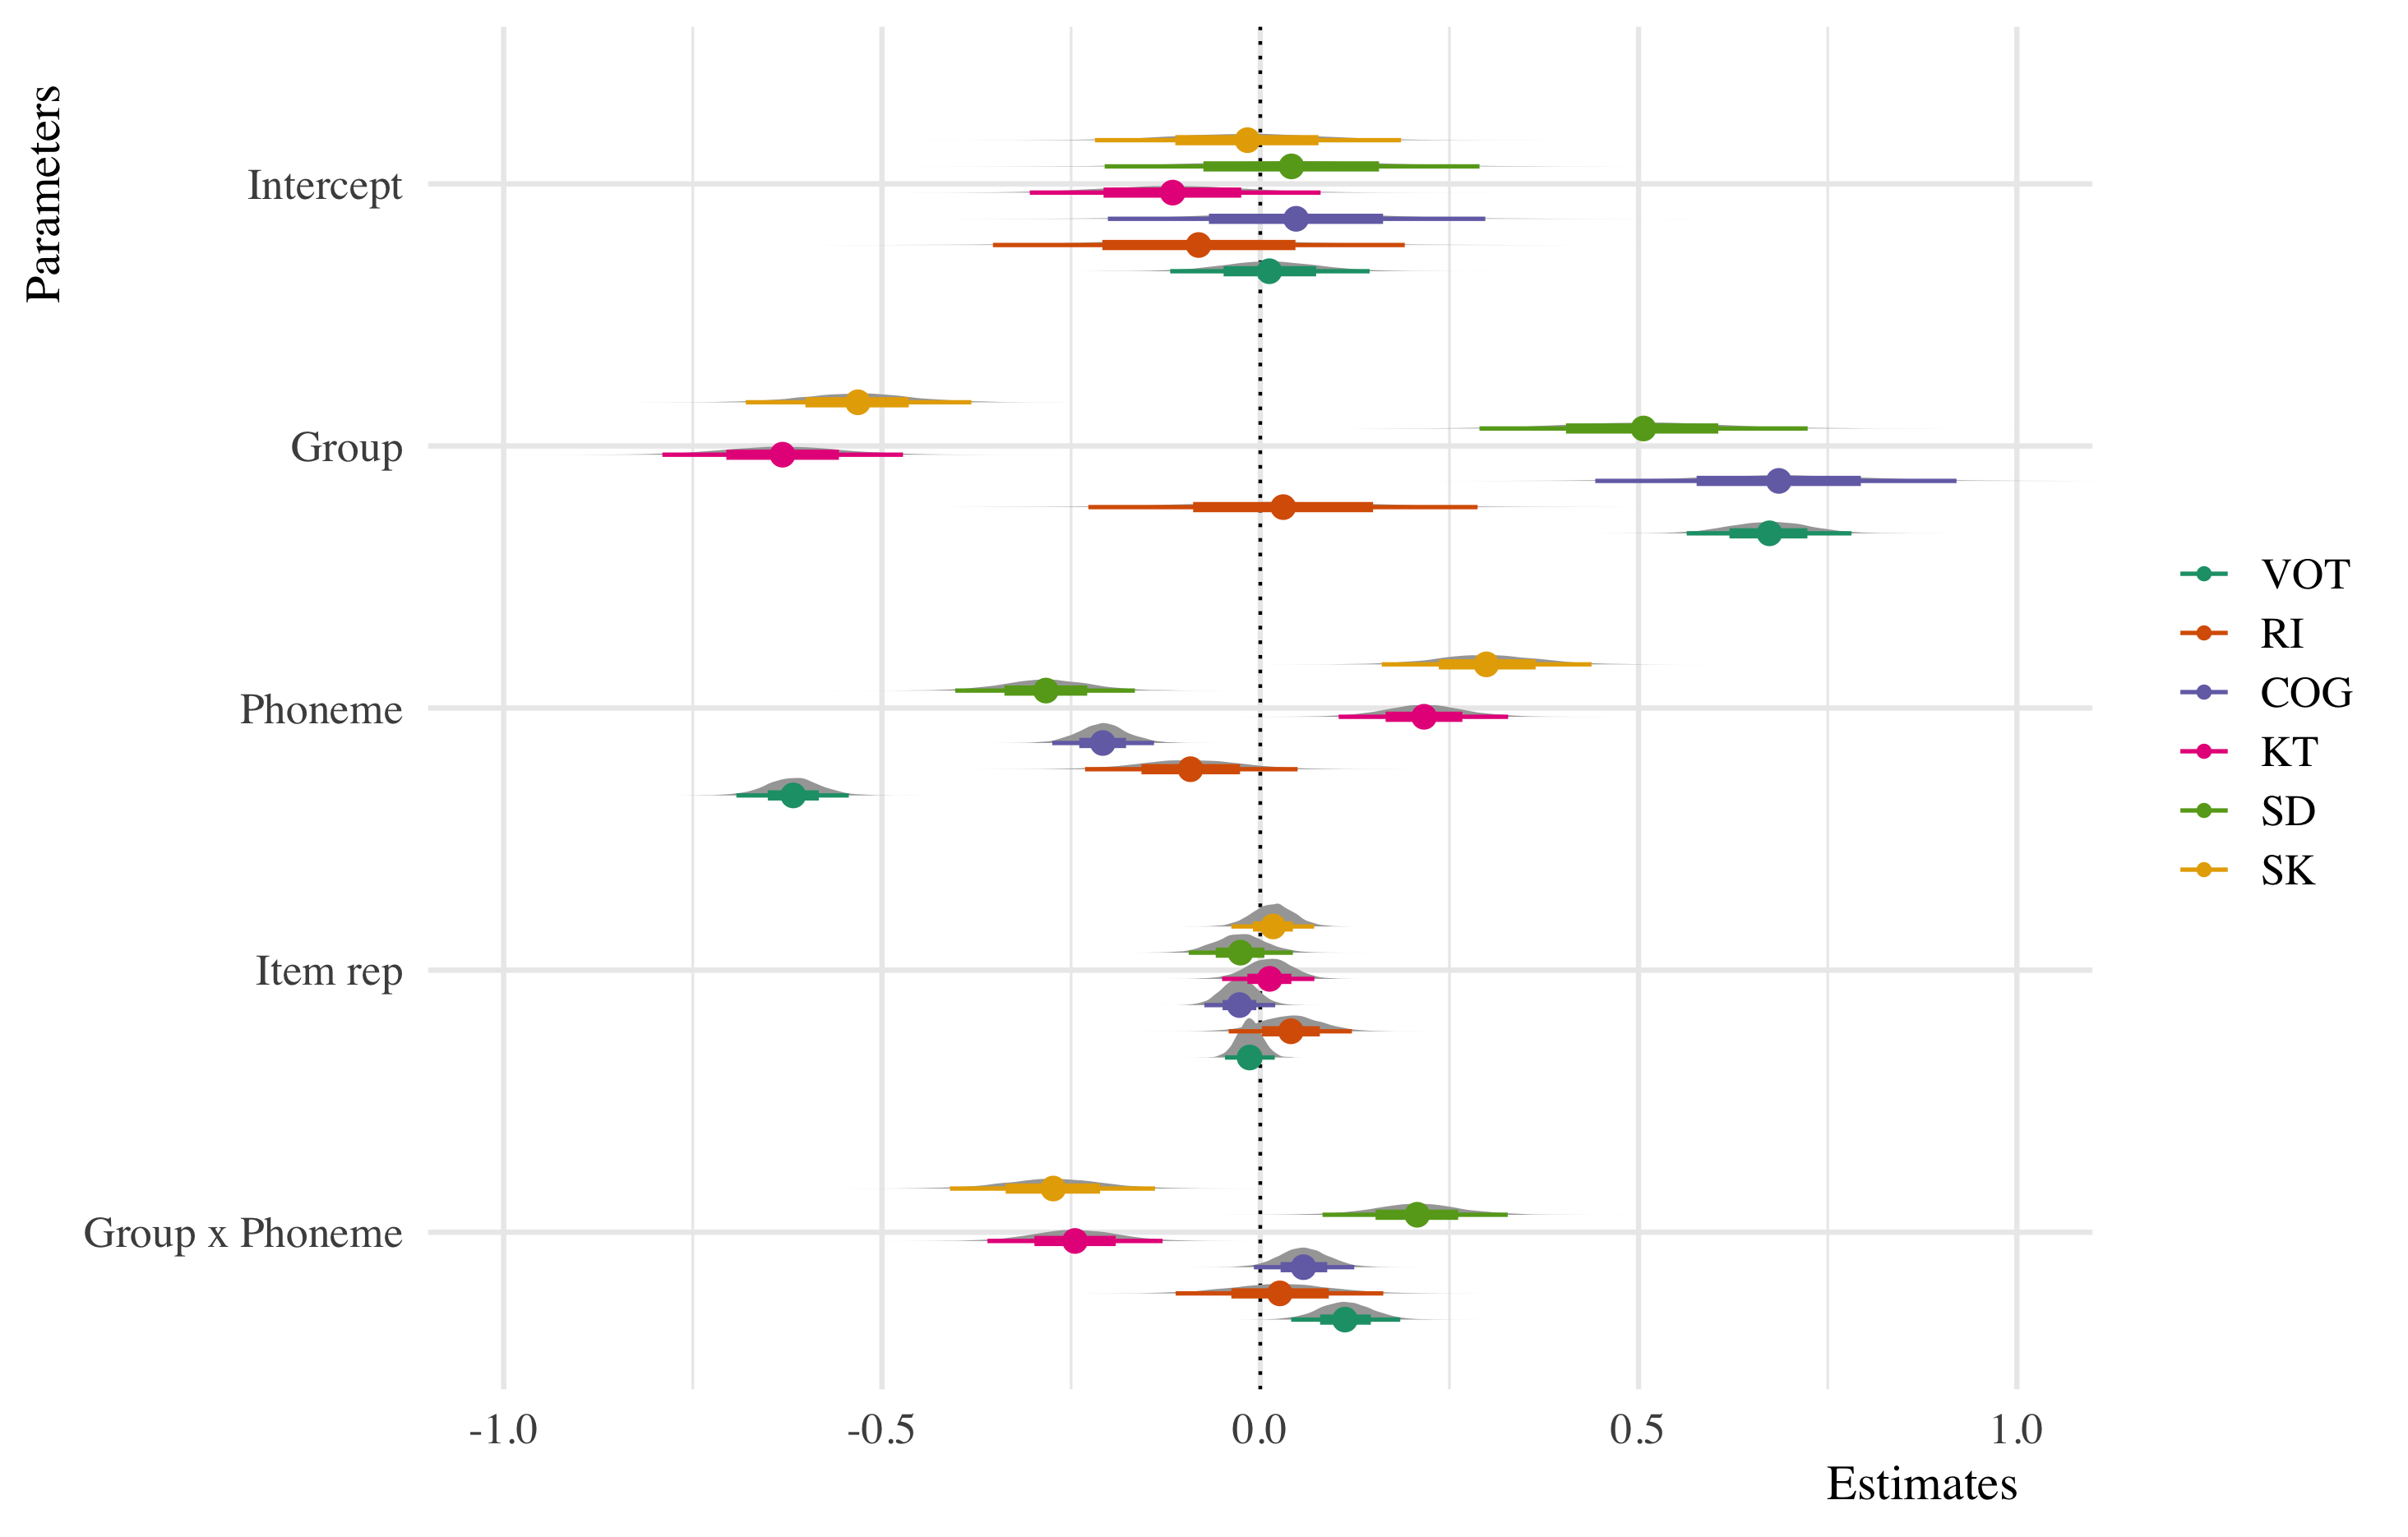 Parameters
Intercept
Group
Phoneme
Item rep
Group x Phoneme
-1.0
-0.5
0.0
0.5
1.0
Estimates
VOT
RI
COG
KT
SD
SK